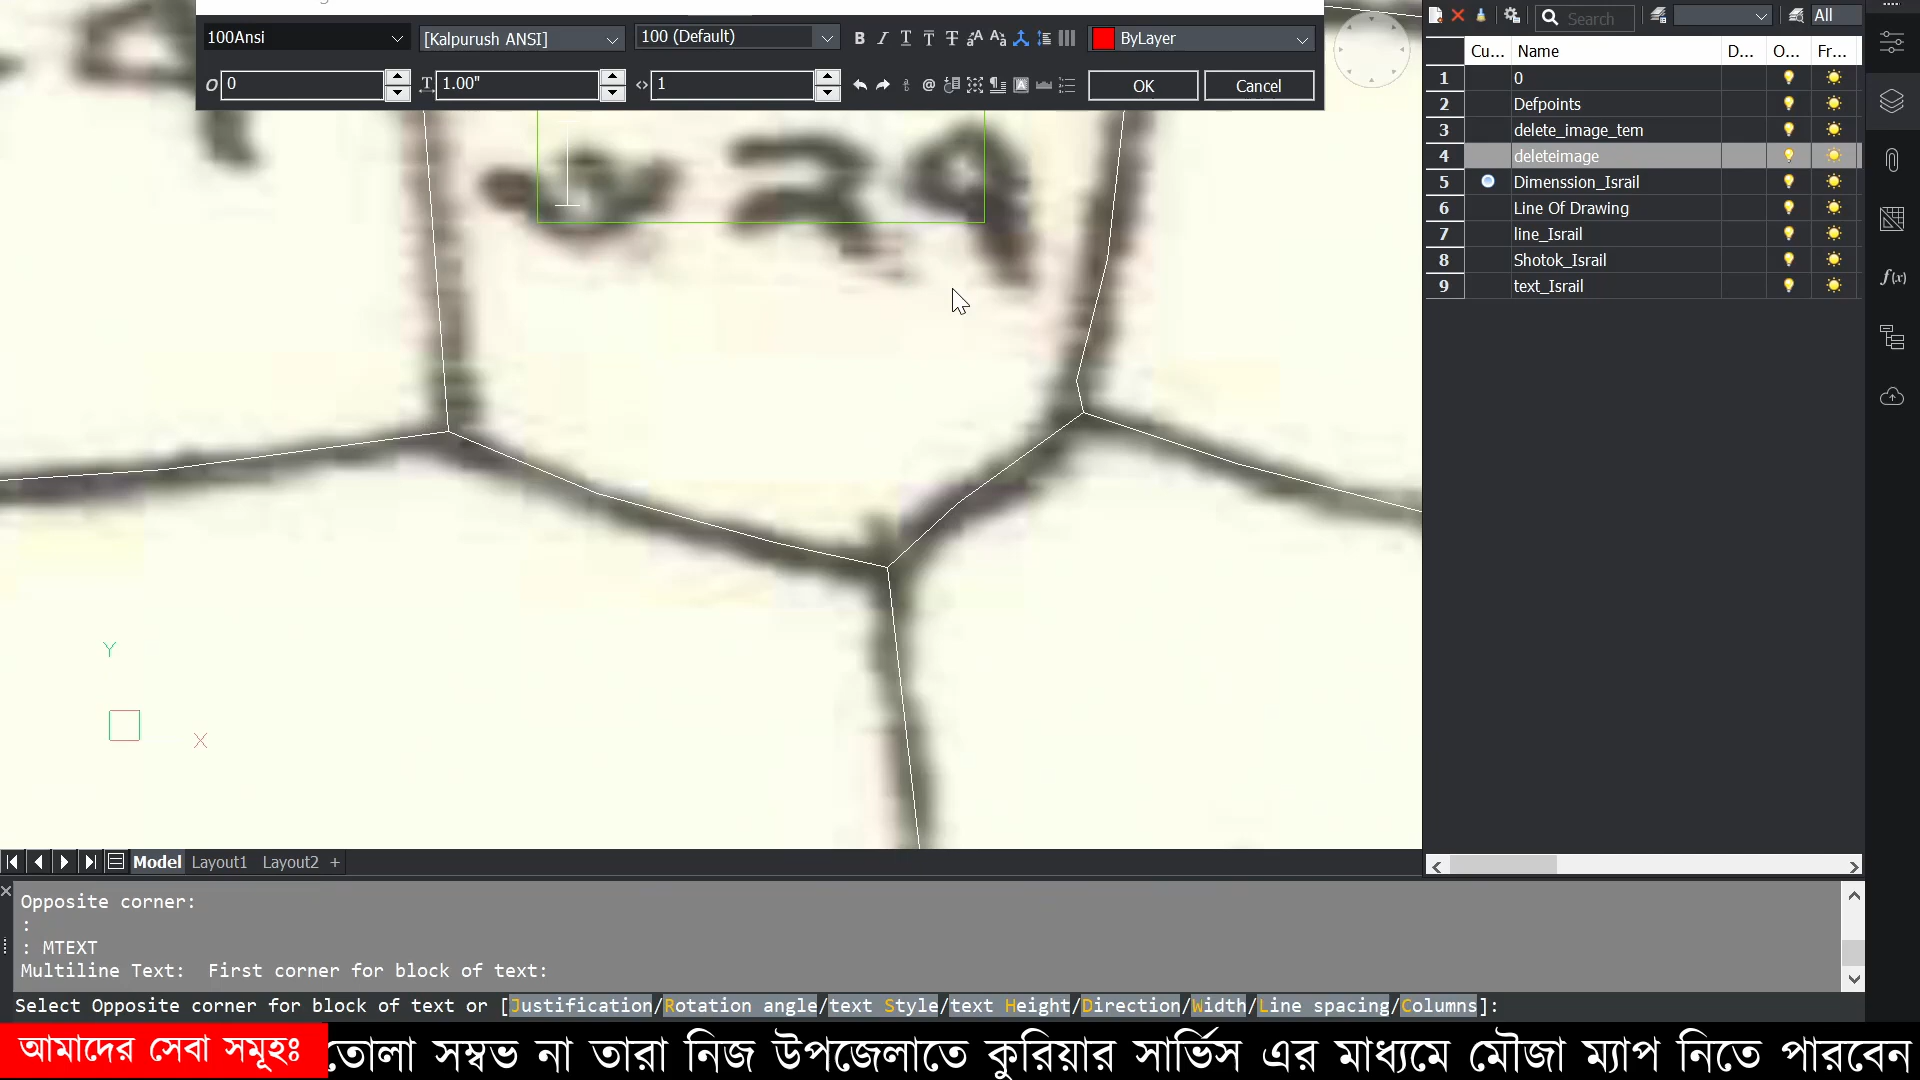 100Ansi [Kalpurush ANSI] 100 (Default) B I T T T ByLayer
0 1.00" 1 @ OK Cancel
Search All
Cu... Name D... O... Fr...
1 0
2 Defpoints
3 delete_image_tem
4 deleteimage
5 Dimenssion_Israil
6 Line Of Drawing
7 line_Israil
8 Shotok_Israil
9 text_Israil
f(x)
Y
X
Model Layout1 Layout2 +
Opposite corner:
:
: MTEXT
Multiline Text: First corner for block of text:
Select Opposite corner for block of text or [Justification/Rotation angle/text Style/text Height/Direction/Width/Line spacing/Columns]:
আমাদের সেবা সমূহঃ তোলা সম্বভ না তারা নিজ উপজেলাতে কুরিয়ার সার্ভিস এর মাধ্যমে মৌজা ম্যাপ নিতে পারবেন